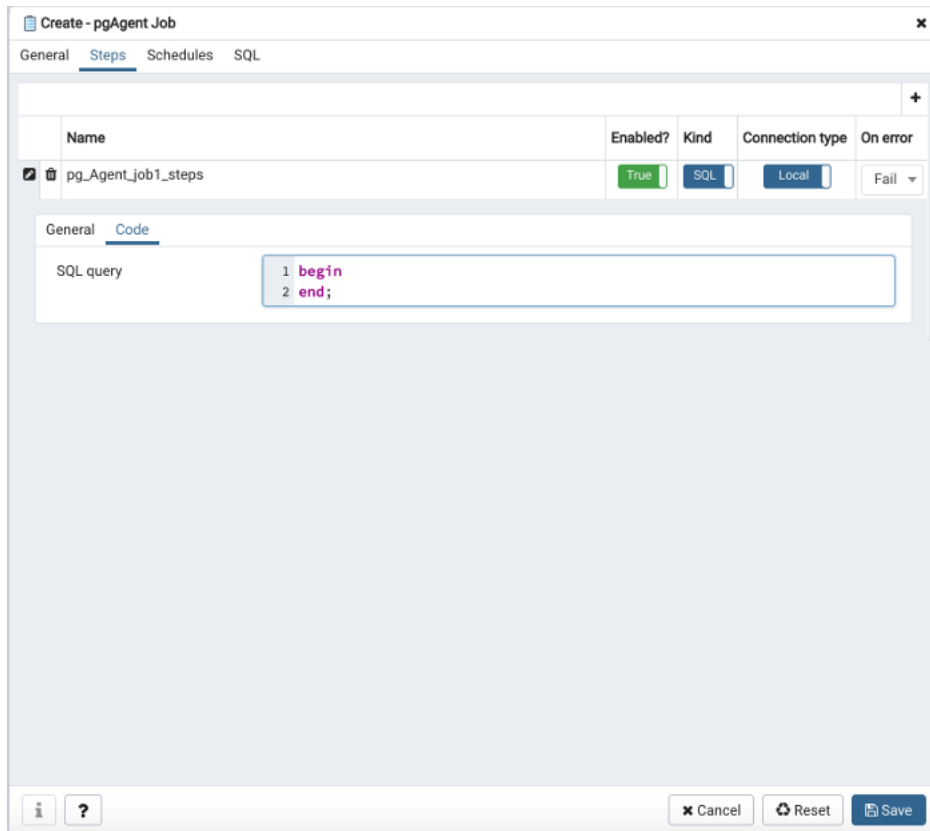 Create - pgAgent Job
General Steps Schedules SQL
Name Enabled? Kind Connection type On error
pg_Agent_job1_steps True SQL Local Fail
General Code
SQL query
1 begin
2 end;
i ? Cancel Reset Save